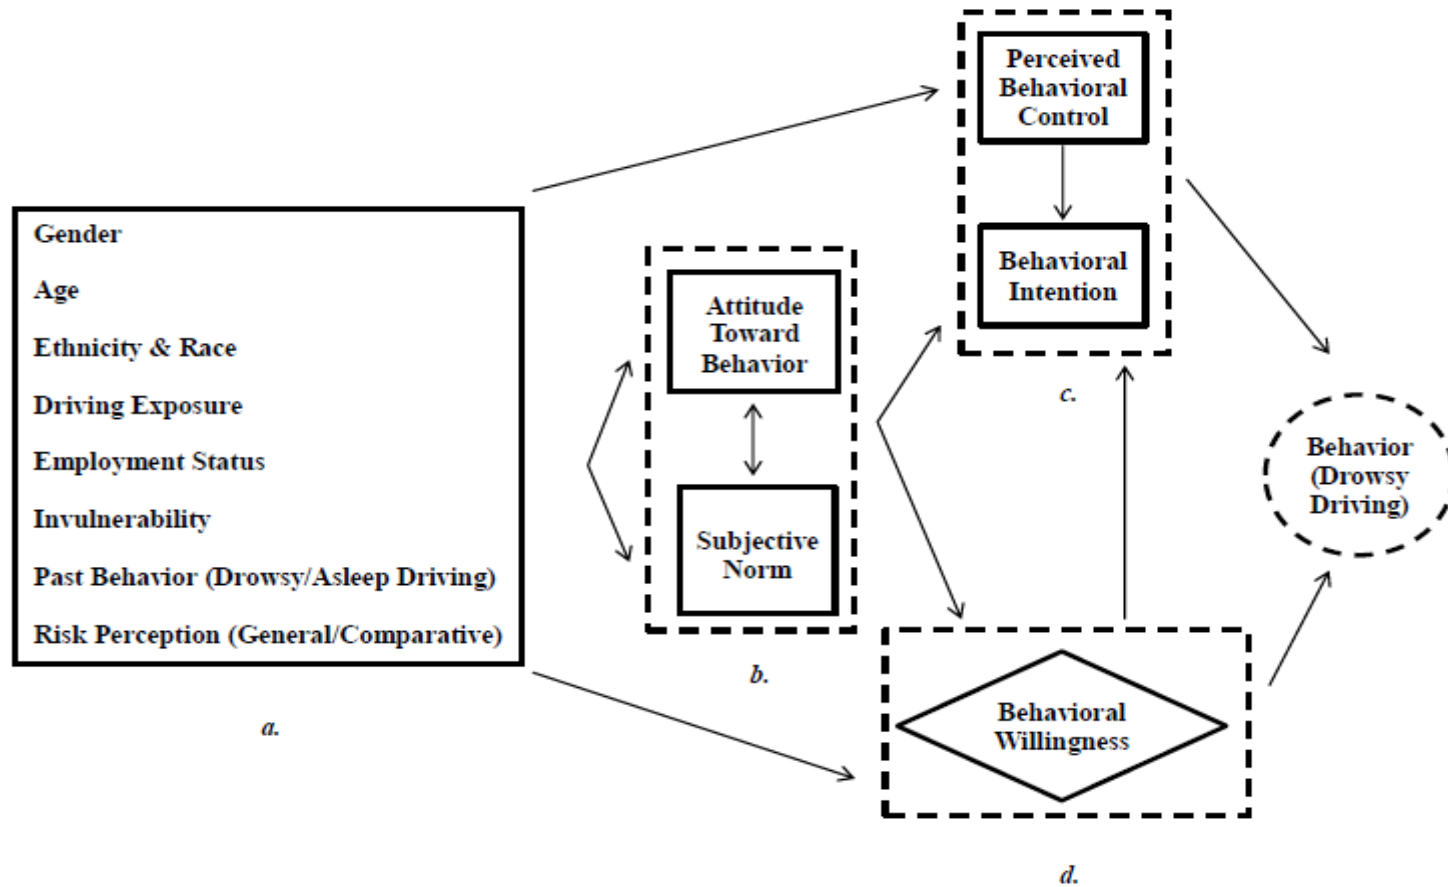 Gender
Age
Ethnicity & Race
Driving Exposure
Employment Status
Invulnerability
Past Behavior (Drowsy/Asleep Driving)
Risk Perception (General/Comparative)
a.
Attitude
Toward
Behavior
Subjective
Norm
b.
Perceived
Behavioral
Control
Behavioral
Intention
c.
Behavioral
Willingness
d.
Behavior
(Drowsy
Driving)